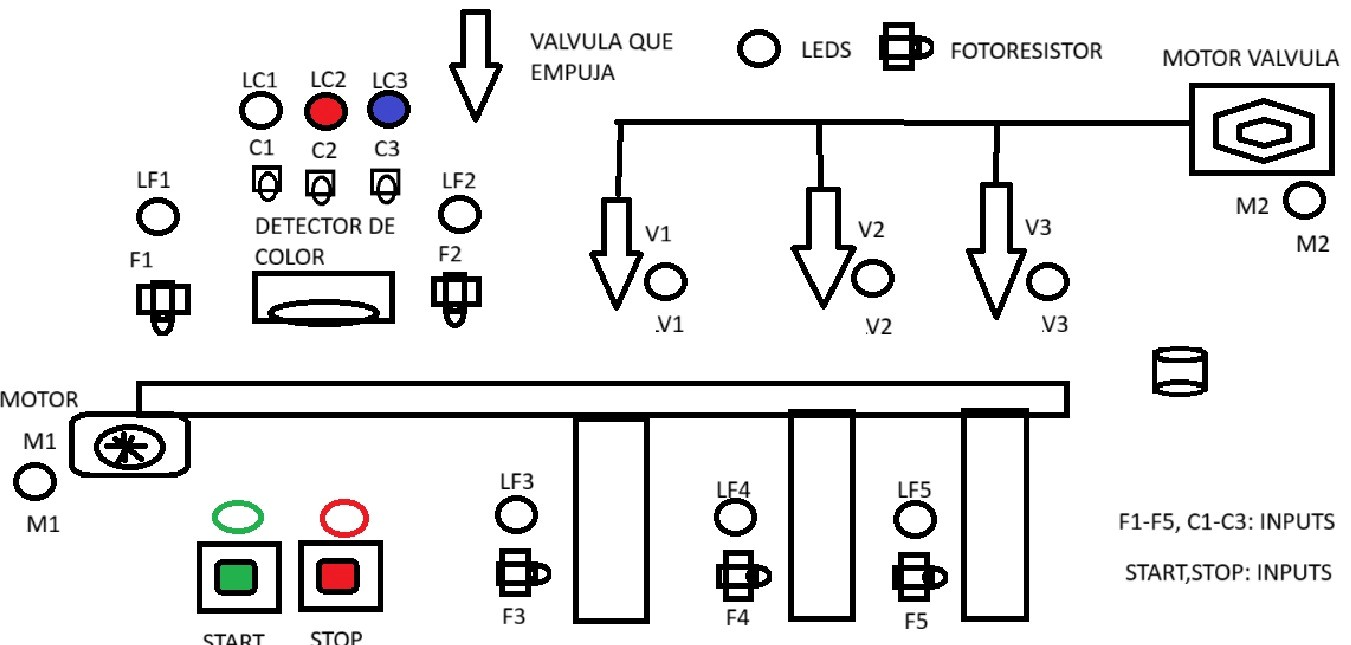 VALVULA QUE
EMPUJA
LEDS
FOTORESISTOR
MOTOR VALVULA
LC1 LC2 LC3
C1 C2 C3
LF1
LF2
DETECTOR DE
COLOR
F1
F2
V1
V2
V3
M2
M2
.V1
.V2
.V3
MOTOR
M1
M1
LF3
LF4
LF5
F1-F5, C1-C3: INPUTS
START,STOP: INPUTS
F3
F4
F5
START
STOP